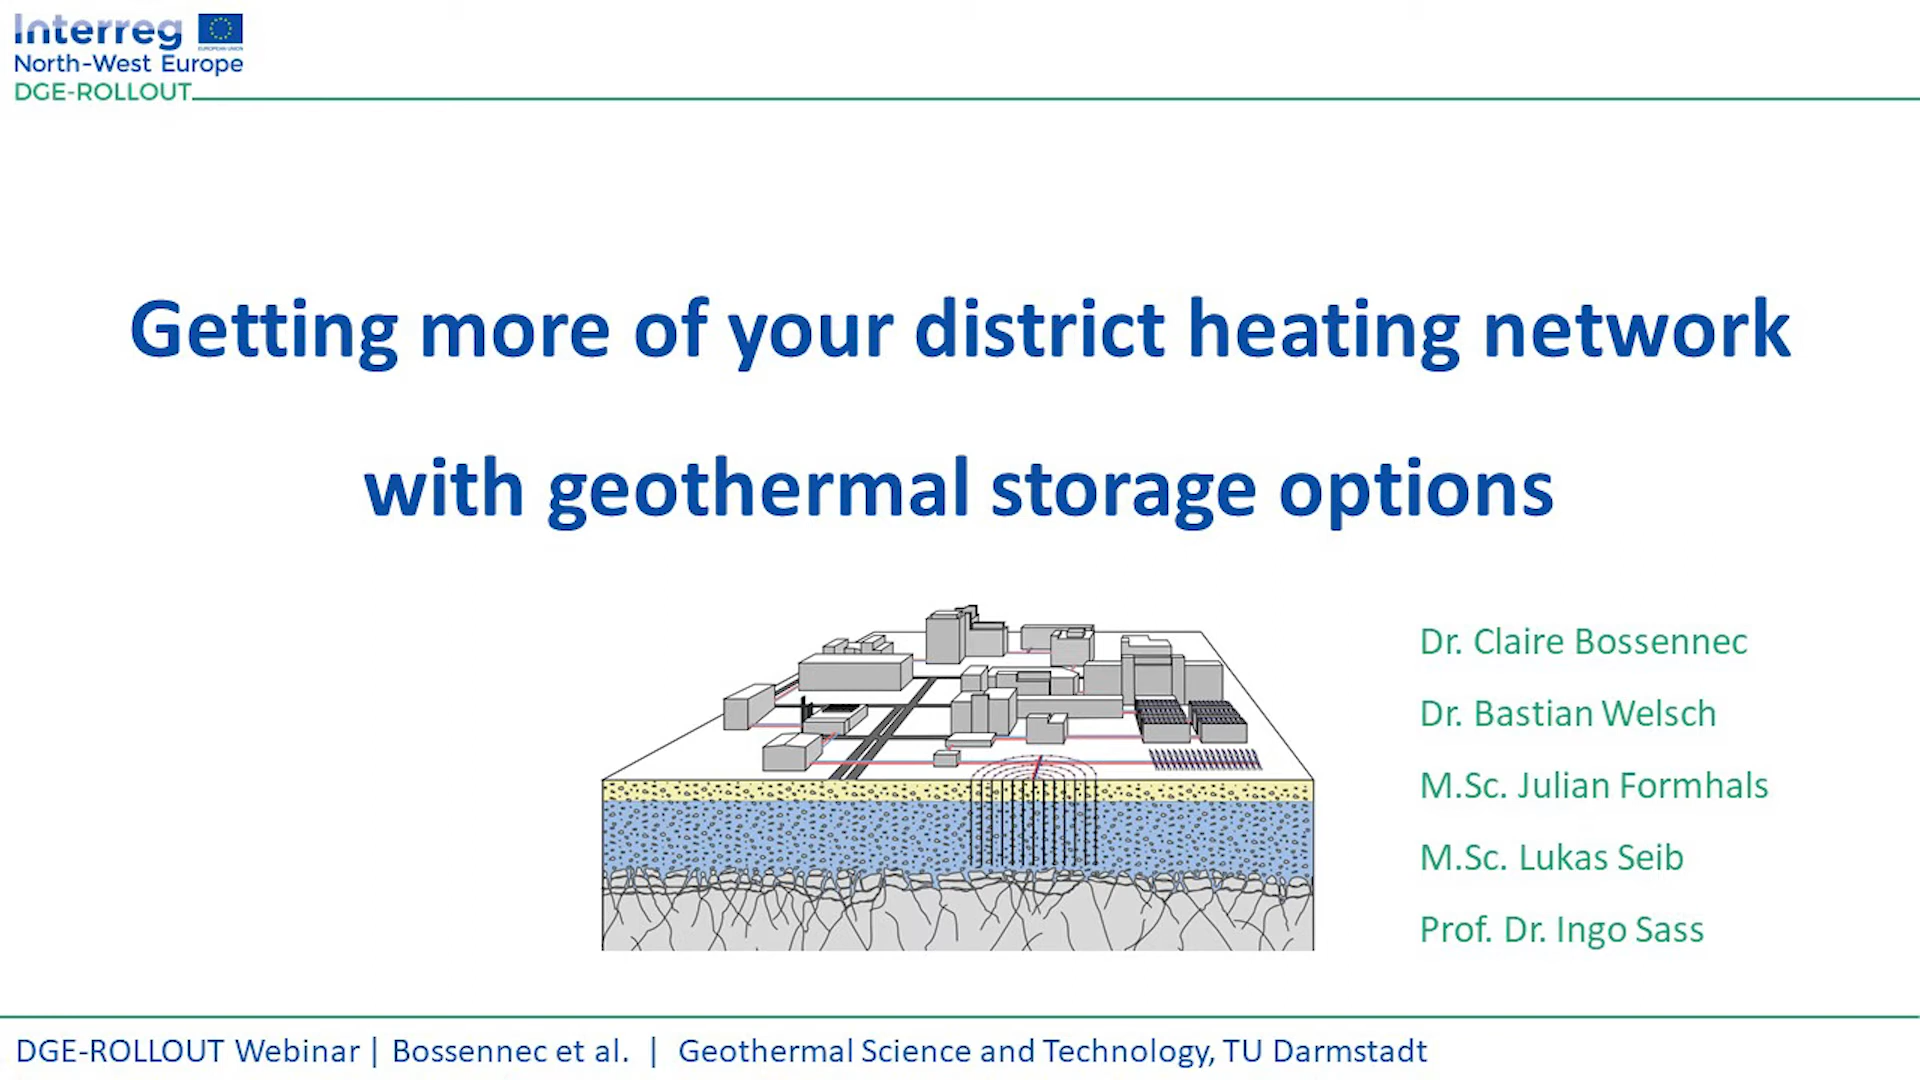 Interreg
EUROPEAN UNION
North-West Europe
DGE-ROLLOUT
Getting more of your district heating network
with geothermal storage options
Dr. Claire Bossennec
Dr. Bastian Welsch
M.Sc. Julian Formhals
M.Sc. Lukas Seib
Prof. Dr. Ingo Sass
DGE-ROLLOUT Webinar | Bossennec et al. | Geothermal Science and Technology, TU Darmstadt